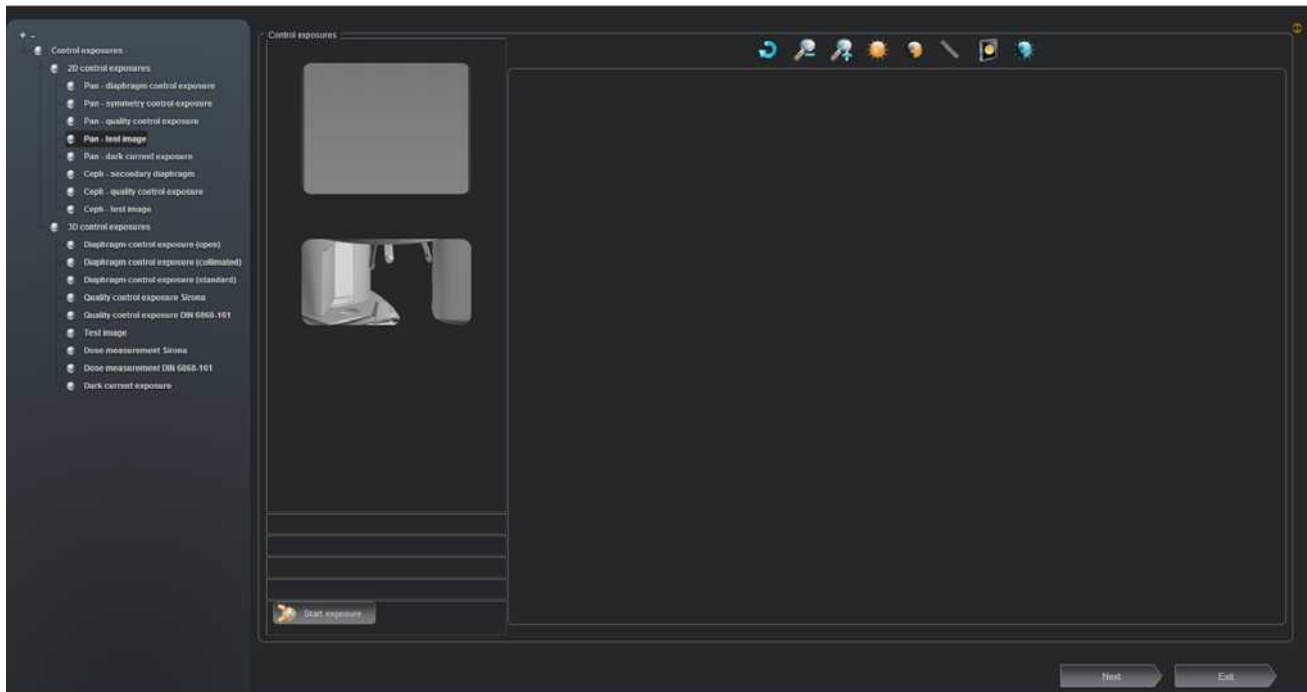 + -
Control exposures
2D control exposures
Pan - diaphragm control exposure
Pan - symmetry control exposure
Pan - quality control exposure
Pan - test image
Pan - dark current exposure
Ceph - secondary diaphragm
Ceph - quality control exposure
Ceph - test image
3D control exposures
Diaphragm control exposure (open)
Diaphragm control exposure (collimated)
Diaphragm control exposure (standard)
Quality control exposure Sirona
Quality control exposure DIN 6868-161
Test image
Dose measurement Sirona
Dose measurement DIN 6868-161
Dark current exposure
Control exposures
Start exposure
Next
Exit